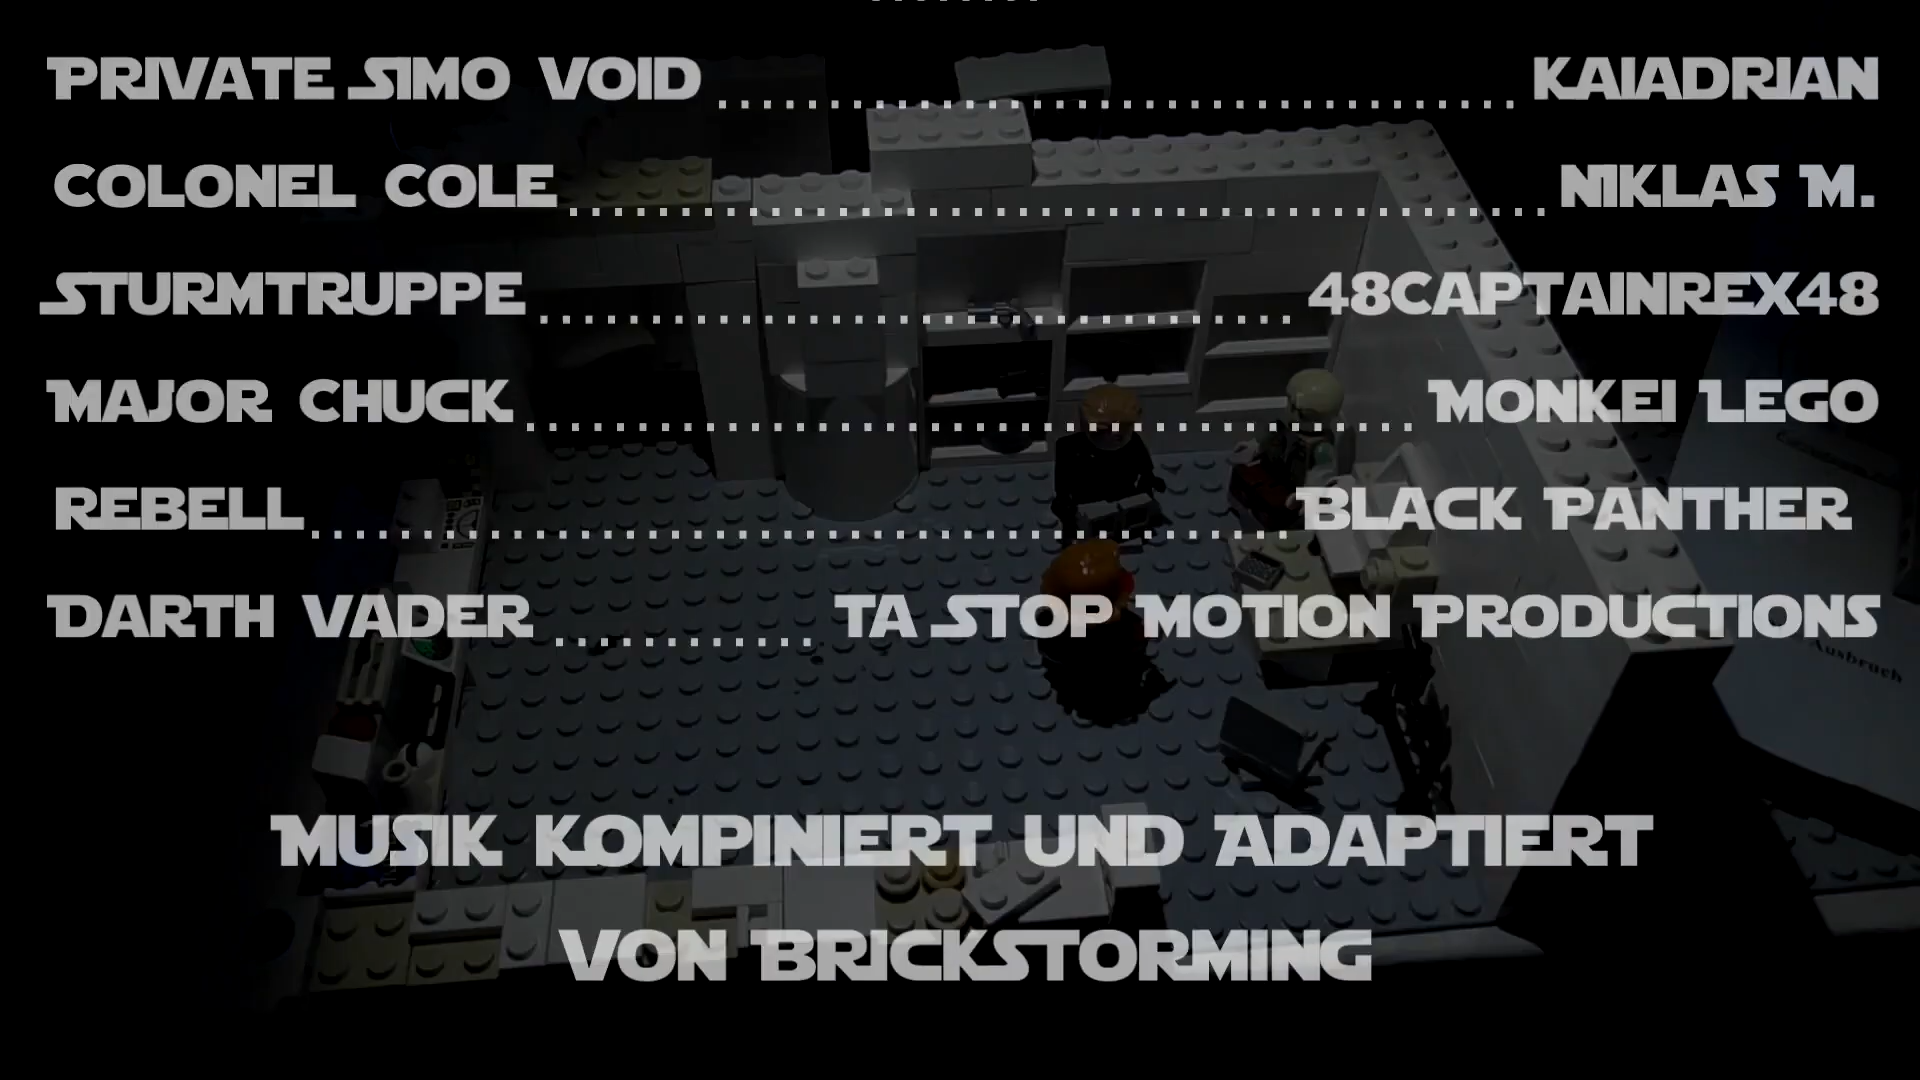 Private Simo Void ........................................ Kaiadrian
Colonel Cole ................................................. Niklas M.
Sturmtruppe ...................................... 48CaptainRex48
Major Chuck ............................................ Monkei Lego
Rebell ................................................. Black Panther
Darth Vader ............. TA Stop Motion Productions
Ausbruch
Musik kompiniert und adaptiert
von Brickstorming